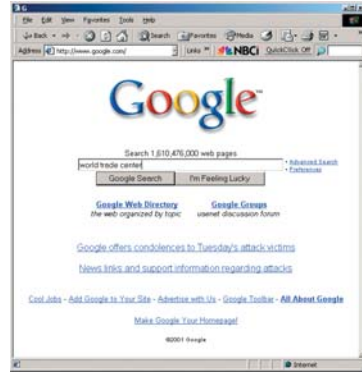 File Edit View Favorites Tools Help
Back Search Favorites Media
Address http://www.google.com/ Links NBCi QuickClick Off
Google™
Search 1,610,476,000 web pages
world trade center
• Advanced Search
• Preferences
Google Search I'm Feeling Lucky
Google Web Directory Google Groups
the web organized by topic usenet discussion forum
Google offers condolences to Tuesday's attack victims
News links and support information regarding attacks
Cool Jobs - Add Google to Your Site - Advertise with Us - Google Toolbar - All About Google
Make Google Your Homepage!
©2001 Google
Internet